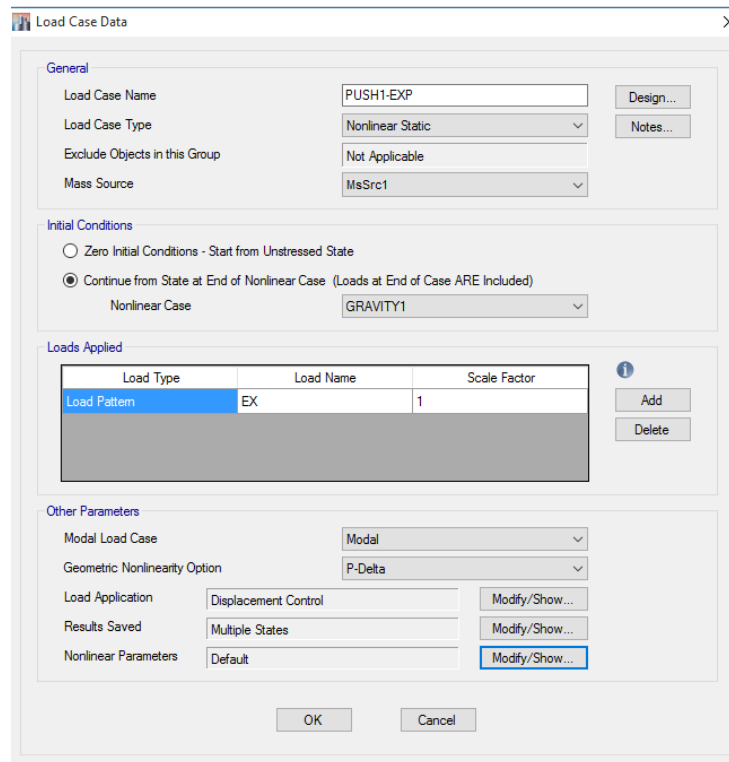 Load Case Data
General
Load Case Name PUSH1-EXP Design...
Load Case Type Nonlinear Static Notes...
Exclude Objects in this Group Not Applicable
Mass Source MsSrc1
Initial Conditions
Zero Initial Conditions - Start from Unstressed State
Continue from State at End of Nonlinear Case (Loads at End of Case ARE Included)
Nonlinear Case GRAVITY1
Loads Applied
Load Type Load Name Scale Factor
Load Pattern EX 1 Add
Delete
Other Parameters
Modal Load Case Modal
Geometric Nonlinearity Option P-Delta
Load Application Displacement Control Modify/Show...
Results Saved Multiple States Modify/Show...
Nonlinear Parameters Default Modify/Show...
OK Cancel